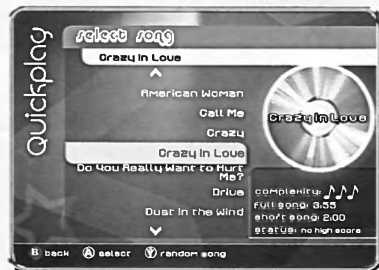 Quickplay
select song
Crazy In Love
American Woman
Call Me
Crazy
Crazy In Love
Do You Really Want to Hurt
Me?
Drive
Dust in the Wind
Crazy In Love
complexity:
full song: 3:55
short song: 2:00
status: no high score
B back A select Y random song